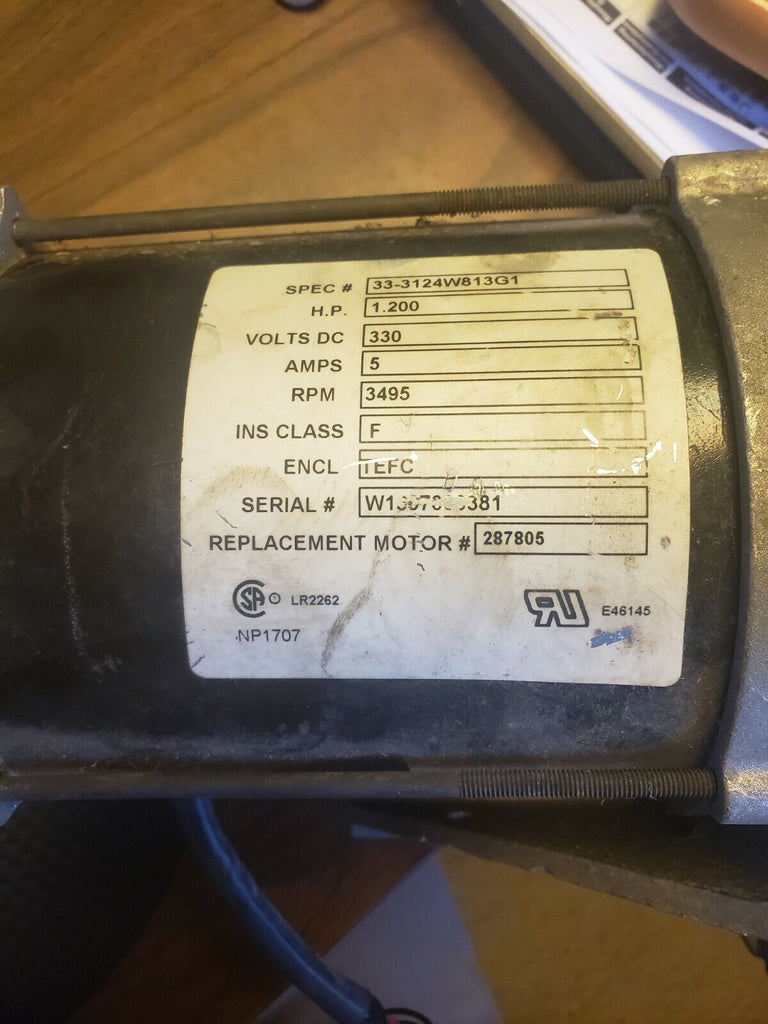 SPEC # 33-3124W813G1
H.P. 1.200
VOLTS DC 330
AMPS 5
RPM 3495
INS CLASS F
ENCL TEFC
SERIAL #
REPLACEMENT MOTOR # 287805
LR2262
E46145
NP1707